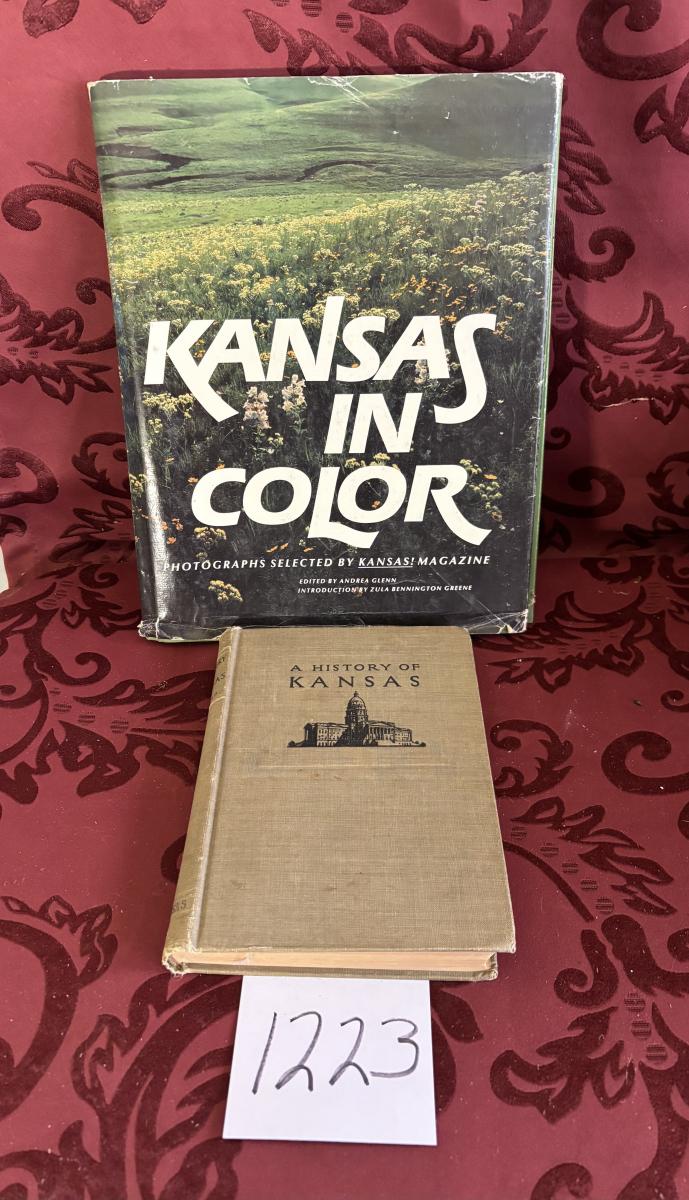 KANSAS
IN
COLOR
PHOTOGRAPHS SELECTED BY KANSAS! MAGAZINE
EDITED BY ANDREA GLENN
INTRODUCTION BY ZULA BENNINGTON GREENE
A HISTORY OF
KANSAS
1223